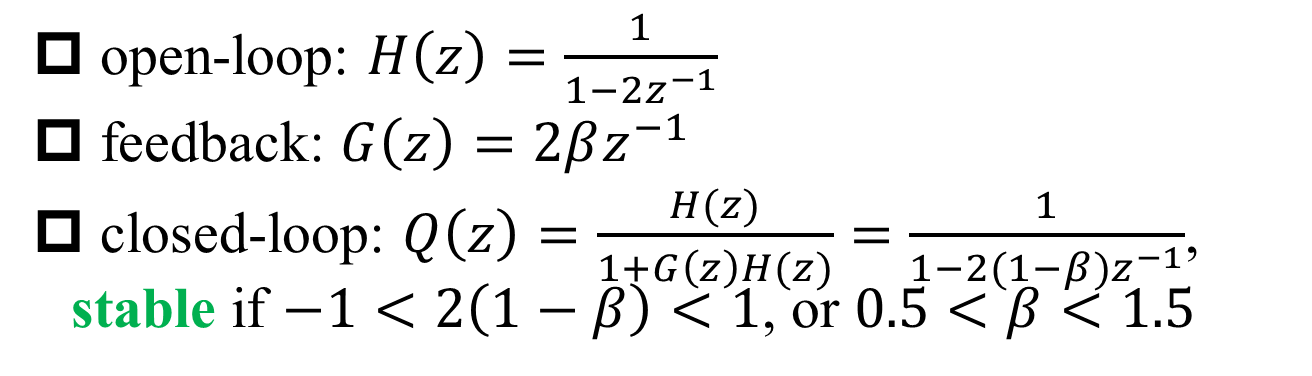 open-loop: H(z) = 1/(1−2z⁻¹)
feedback: G(z) = 2βz⁻¹
closed-loop: Q(z) = H(z)/(1+G(z)H(z)) = 1/(1−2(1−β)z⁻¹),
stable if −1 < 2(1 − β) < 1, or 0.5 < β < 1.5